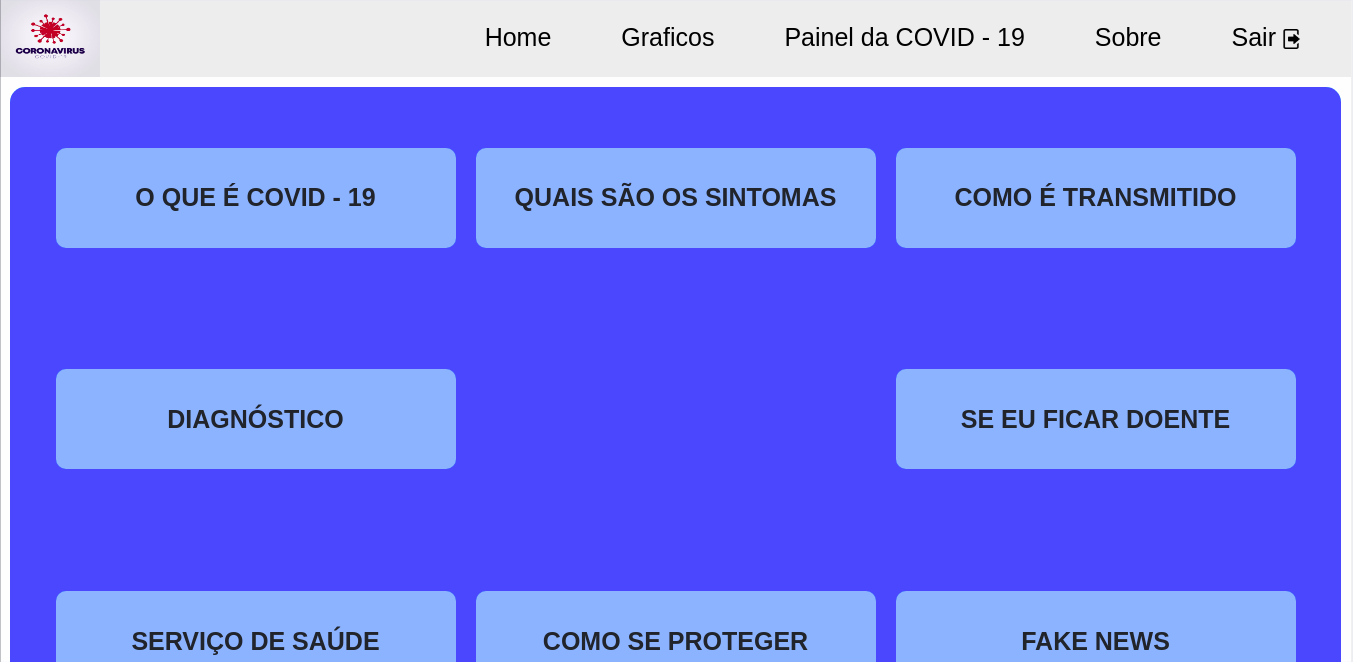 CORONAVIRUS
COVID-19
Home
Graficos
Painel da COVID - 19
Sobre
Sair
O QUE É COVID - 19
QUAIS SÃO OS SINTOMAS
COMO É TRANSMITIDO
DIAGNÓSTICO
SE EU FICAR DOENTE
SERVIÇO DE SAÚDE
COMO SE PROTEGER
FAKE NEWS